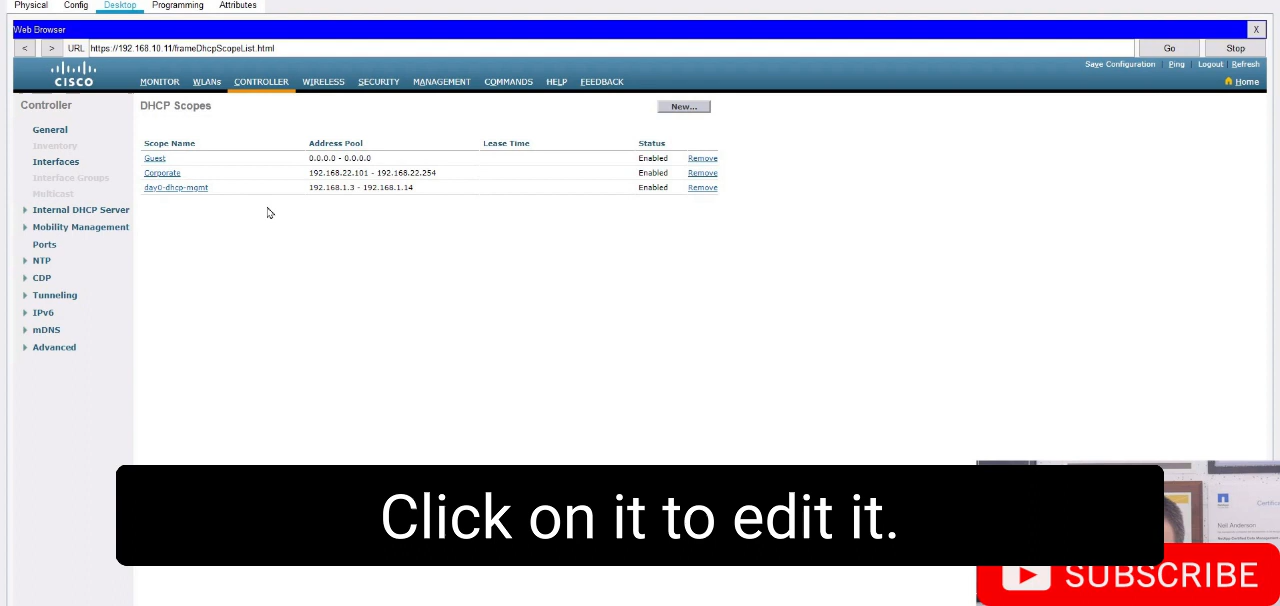 Physical Config Desktop Programming Attributes
Web Browser X
< > URL https://192.168.10.11/frameDhcpScopeList.html Go Stop
Save Configuration Ping Logout Refresh
CISCO MONITOR WLANs CONTROLLER WIRELESS SECURITY MANAGEMENT COMMANDS HELP FEEDBACK Home
Controller
General
Inventory
Interfaces
Interface Groups
Multicast
Internal DHCP Server
Mobility Management
Ports
NTP
CDP
Tunneling
IPv6
mDNS
Advanced
DHCP Scopes New...
Scope Name Address Pool Lease Time Status
Guest 0.0.0.0 - 0.0.0.0 Enabled Remove
Corporate 192.168.22.101 - 192.168.22.254 Enabled Remove
day0-dhcp-mgmt 192.168.1.3 - 192.168.1.14 Enabled Remove
Click on it to edit it.
Neil Anderson
SUBSCRIBE